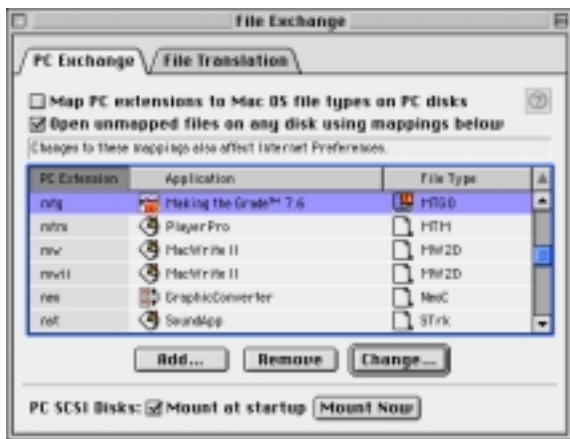 File Exchange
PC Exchange File Translation
Map PC extensions to Mac OS file types on PC disks
Open unmapped files on any disk using mappings below
Changes to these mappings also affect Internet Preferences.
PC Extension Application File Type
mtg Making the Grade™ 7.6 MTGD
mtm PlayerPro MTM
mw MacWrite II MW2D
mwii MacWrite II MW2D
neo GraphicConverter NeoC
nst SoundApp STrk
Add... Remove Change...
PC SCSI Disks: Mount at startup Mount Now